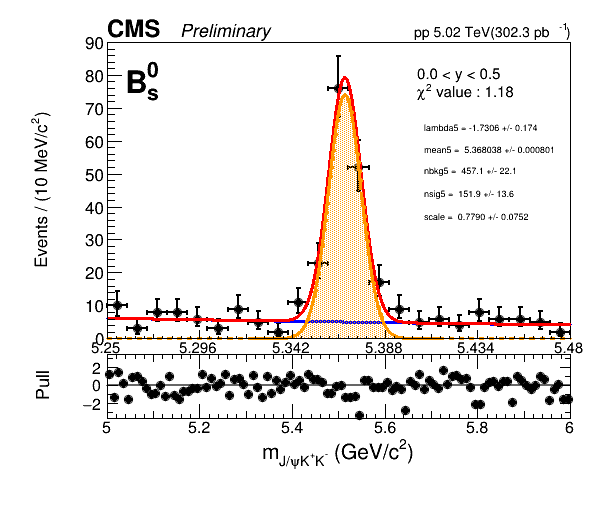 CMS Preliminary pp 5.02 TeV(302.3 pb⁻¹)
90
80
70
60
50
40
30
20
10
0
Events / (10 MeV/c²)
B⁰ₛ
0.0 < y < 0.5
χ² value : 1.18
lambda5 = -1.7306 +/- 0.174
mean5 = 5.368038 +/- 0.000801
nbkg5 = 457.1 +/- 22.1
nsig5 = 151.9 +/- 13.6
scale = 0.7790 +/- 0.0752
5.25 5.296 5.342 5.388 5.434 5.48
Pull
2
0
−2
5 5.2 5.4 5.6 5.8 6
m_J/ψK⁺K⁻ (GeV/c²)